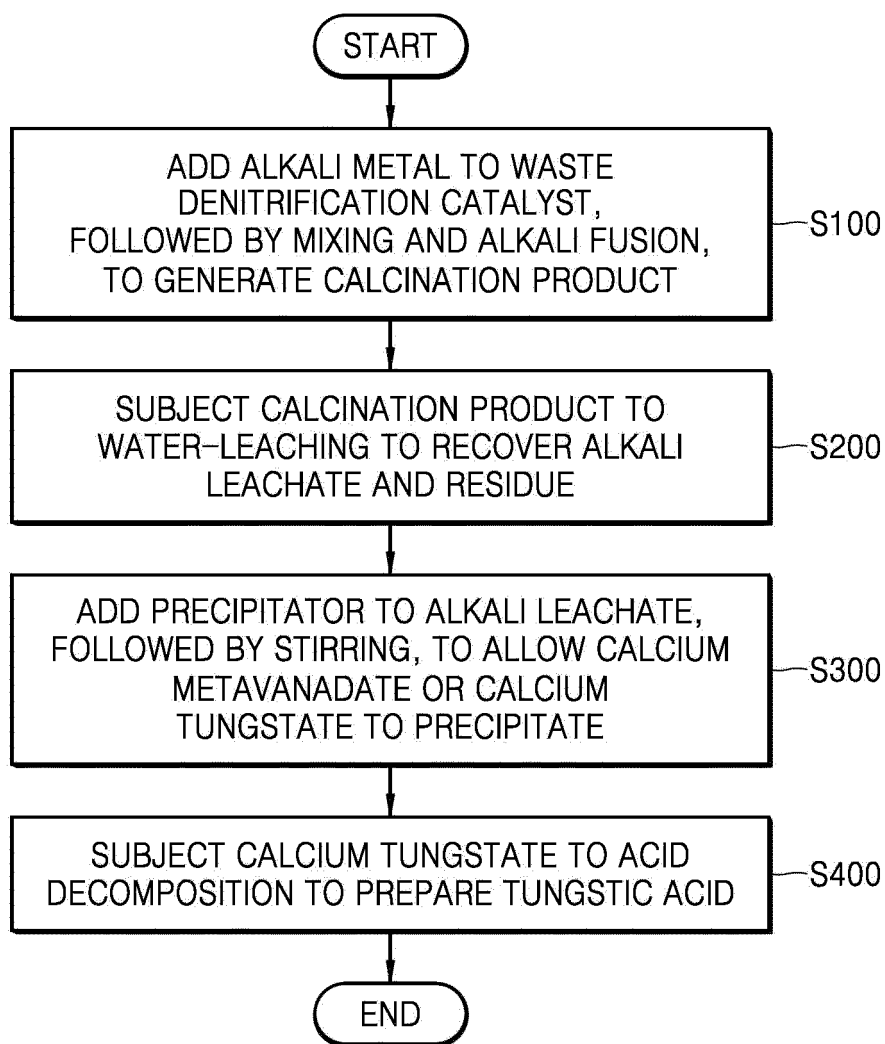 START
ADD ALKALI METAL TO WASTE
DENITRIFICATION CATALYST,
FOLLOWED BY MIXING AND ALKALI FUSION,
TO GENERATE CALCINATION PRODUCT
S100
SUBJECT CALCINATION PRODUCT TO
WATER-LEACHING TO RECOVER ALKALI
LEACHATE AND RESIDUE
S200
ADD PRECIPITATOR TO ALKALI LEACHATE,
FOLLOWED BY STIRRING, TO ALLOW CALCIUM
METAVANADATE OR CALCIUM
TUNGSTATE TO PRECIPITATE
S300
SUBJECT CALCIUM TUNGSTATE TO ACID
DECOMPOSITION TO PREPARE TUNGSTIC ACID
S400
END